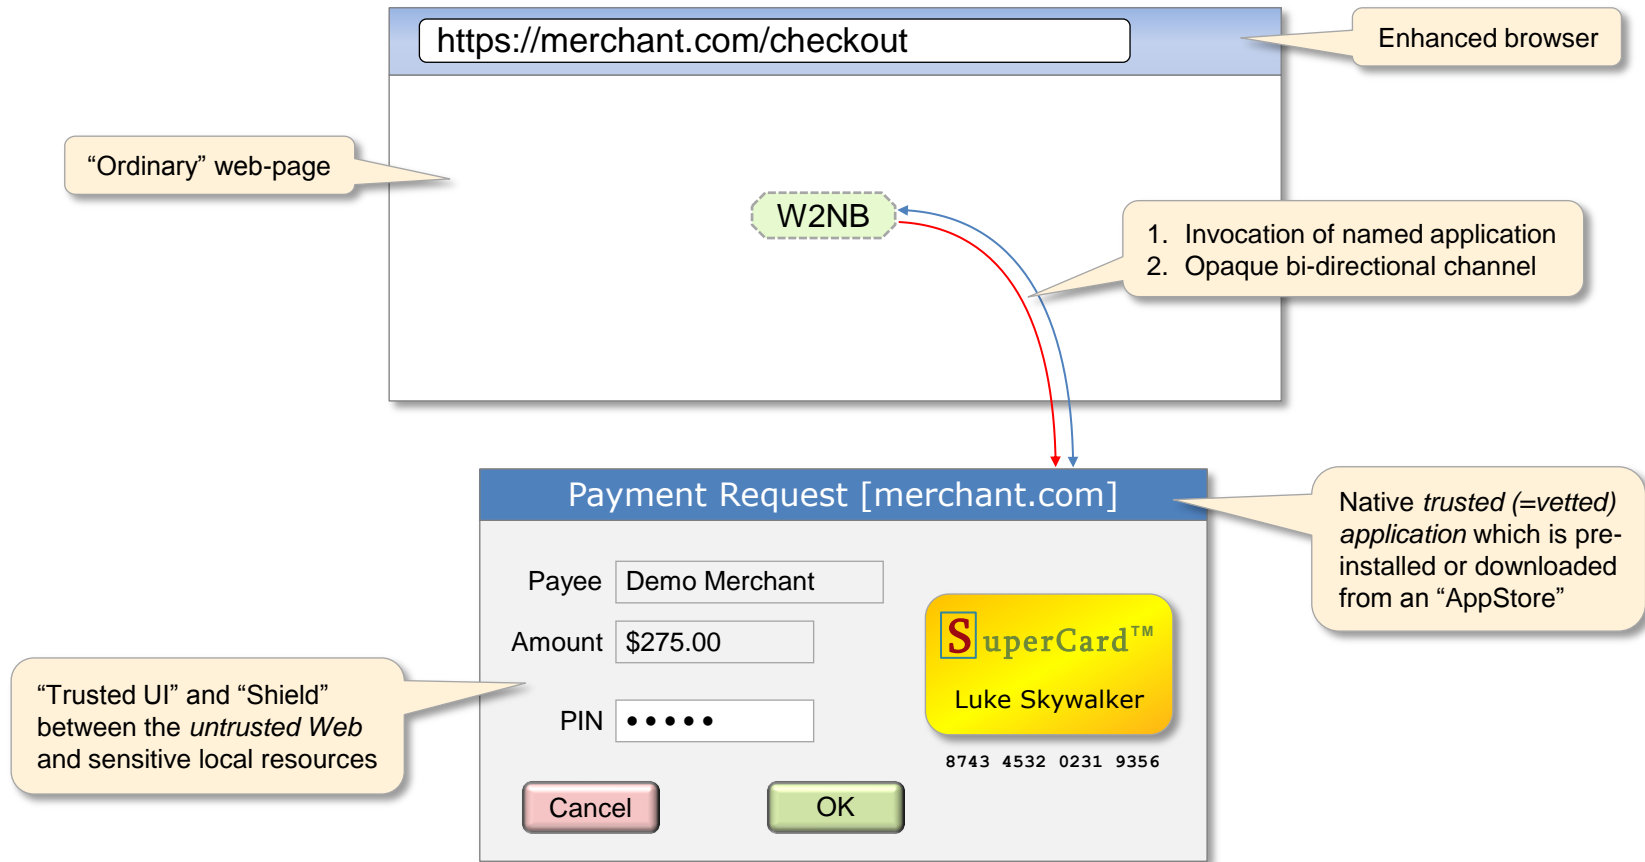 https://merchant.com/checkout
Enhanced browser
“Ordinary” web-page
W2NB
1. Invocation of named application
2. Opaque bi-directional channel
Payment Request [merchant.com]
Native trusted (=vetted)
application which is pre-
installed or downloaded
from an “AppStore”
Payee Demo Merchant
Amount $275.00
SuperCard™
Luke Skywalker
“Trusted UI” and “Shield”
between the untrusted Web
and sensitive local resources
PIN •••••
8743 4532 0231 9356
Cancel
OK